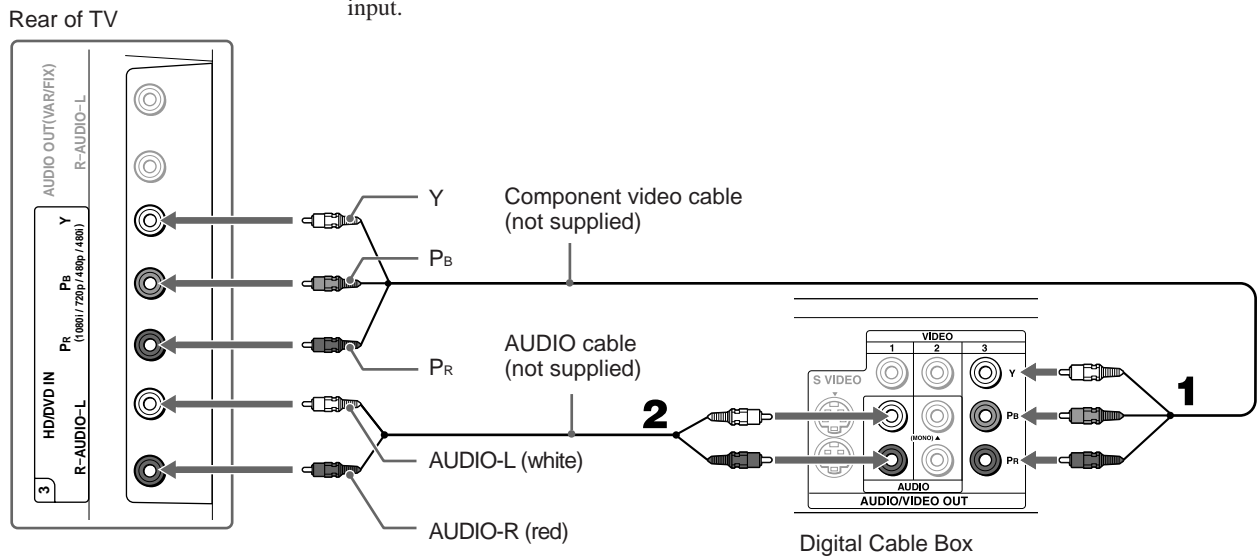 input.
Rear of TV
AUDIO OUT(VAR/FIX)
R–AUDIO–L
3
HD/DVD IN
(1080i / 720p / 480p / 480i)
R–AUDIO–L
PR
PB
Y
Y
PB
PR
Component video cable
(not supplied)
AUDIO cable
(not supplied)
AUDIO-L (white)
AUDIO-R (red)
2
1
VIDEO
1 2 3
S VIDEO
Y
PB
PR
(MONO)
AUDIO
AUDIO/VIDEO OUT
Digital Cable Box